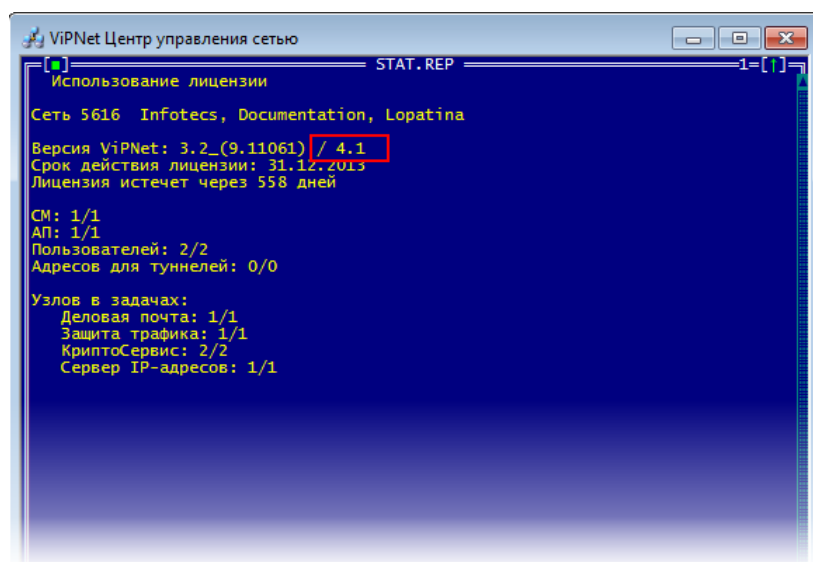 ViPNet Центр управления сетью
STAT.REP
1=[↑]
Использование лицензии
Сеть 5616 Infotecs, Documentation, Lopatina
Версия ViPNet: 3.2_(9.11061) / 4.1
Срок действия лицензии: 31.12.2013
Лицензия истечет через 558 дней
СМ: 1/1
АП: 1/1
Пользователей: 2/2
Адресов для туннелей: 0/0
Узлов в задачах:
Деловая почта: 1/1
Защита трафика: 1/1
КриптоСервис: 2/2
Сервер IP-адресов: 1/1